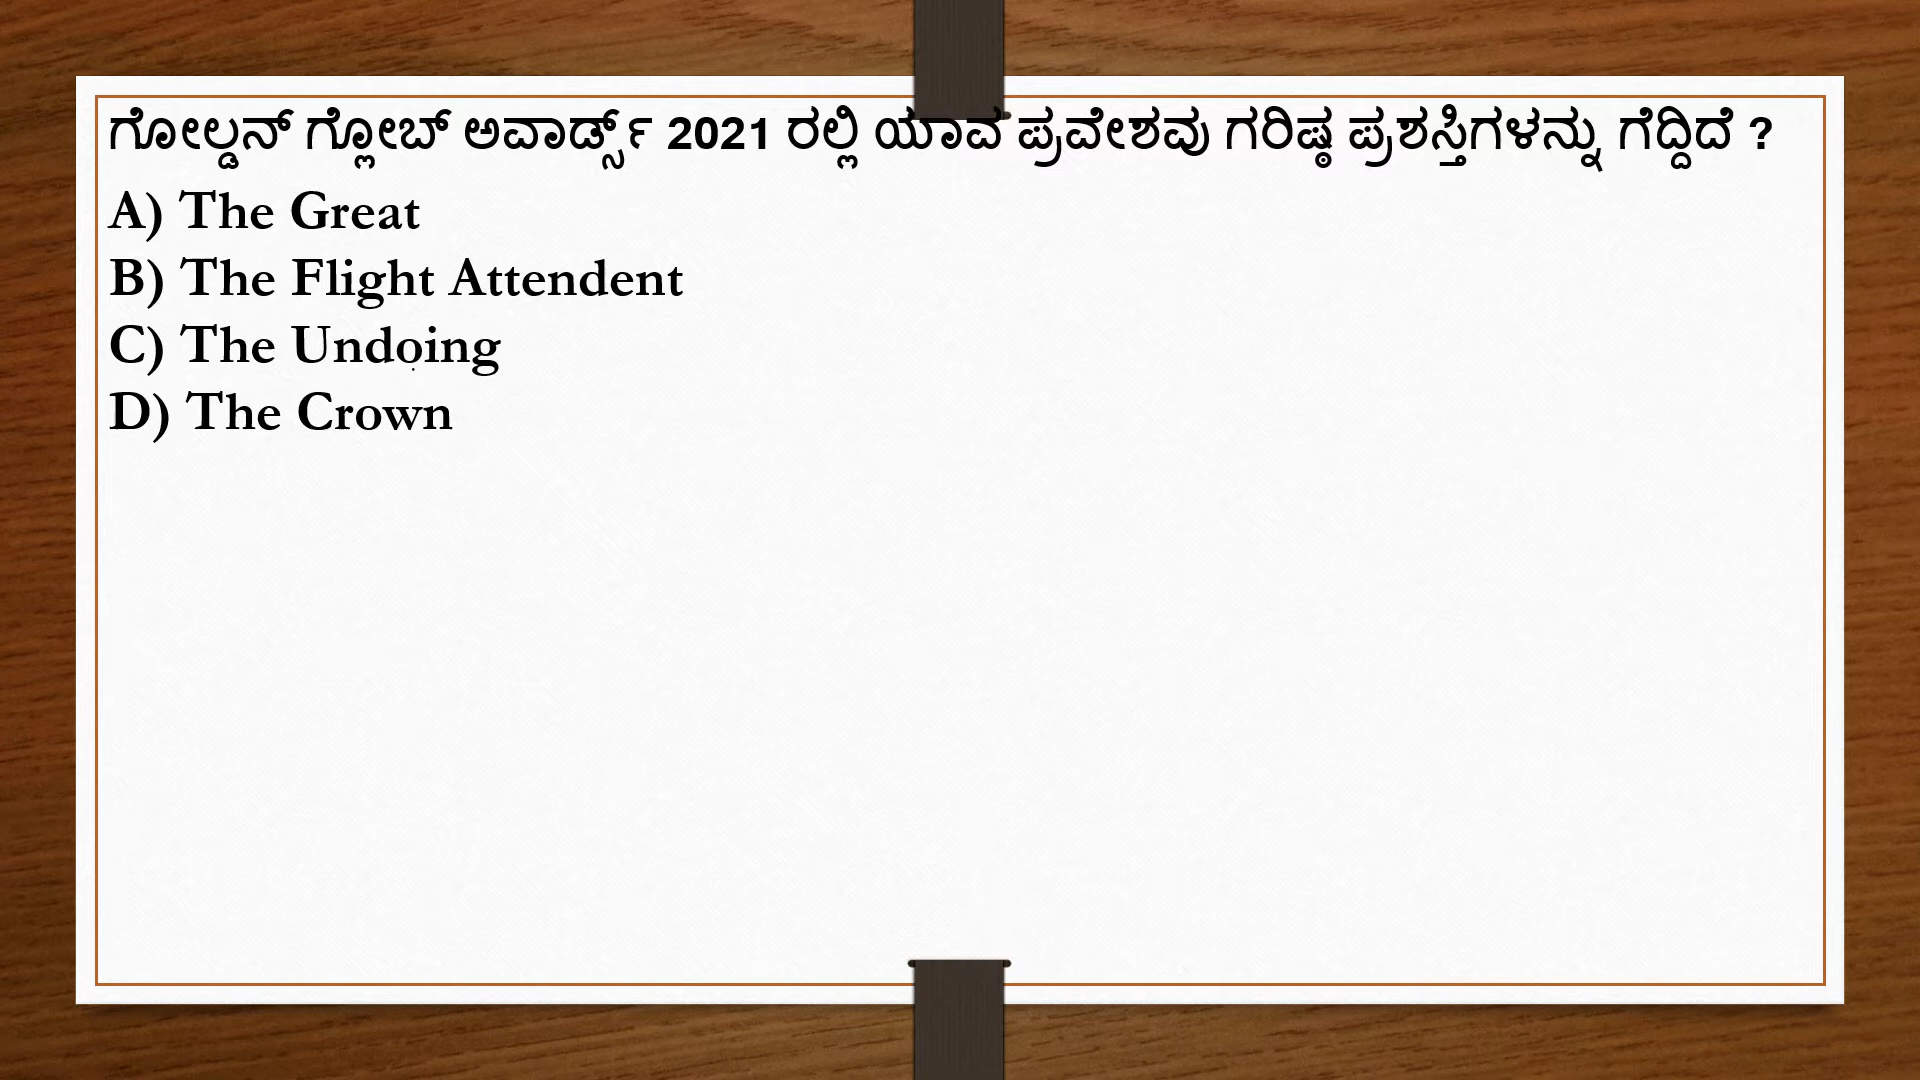 ಗೋಲ್ಡನ್ ಗ್ಲೋಬ್ ಅವಾರ್ಡ್ಸ್ 2021 ರಲ್ಲಿ ಯಾವ ಪ್ರವೇಶವು ಗರಿಷ್ಠ ಪ್ರಶಸ್ತಿಗಳನ್ನು ಗೆದ್ದಿದೆ ?
A) The Great
B) The Flight Attendent
C) The Undoing
D) The Crown